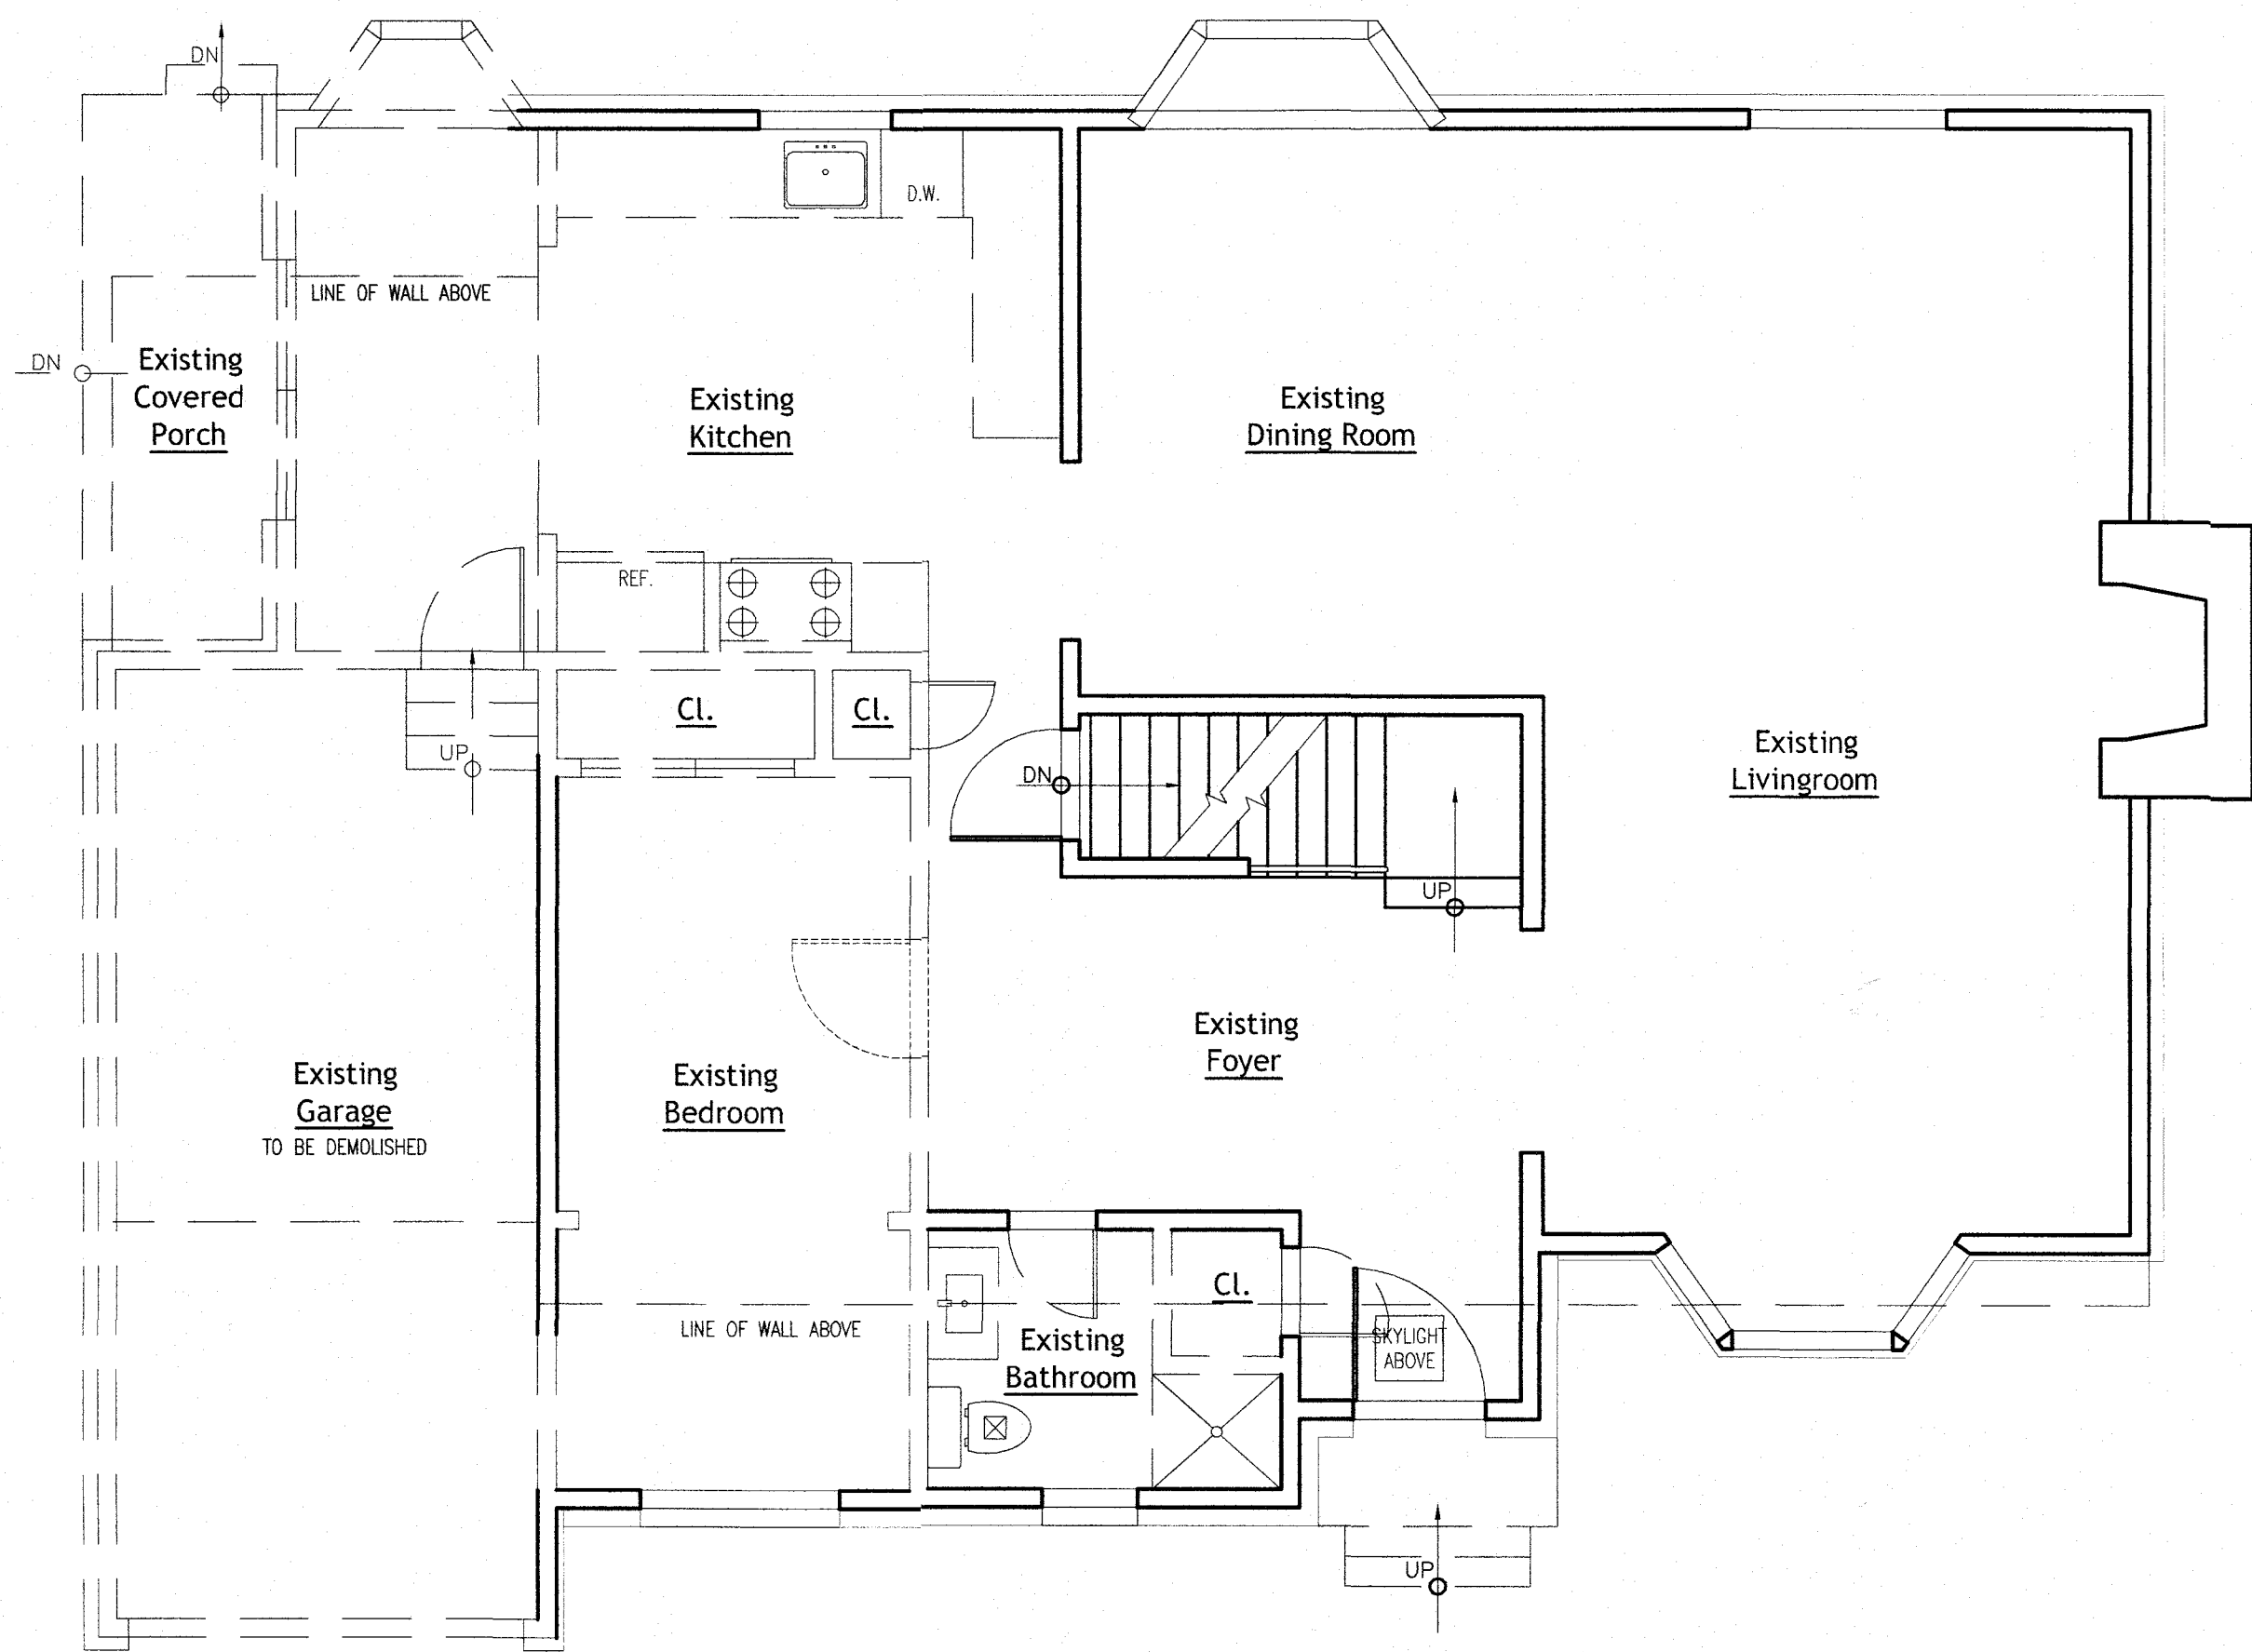 DN
D.W.
LINE OF WALL ABOVE
DN
Existing
Covered
Porch
Existing
Kitchen
Existing
Dining Room
REF.
Cl.
Cl.
UP
DN
Existing
Livingroom
UP
Existing
Foyer
Existing
Garage
TO BE DEMOLISHED
Existing
Bedroom
Cl.
LINE OF WALL ABOVE
Existing
Bathroom
SKYLIGHT
ABOVE
UP